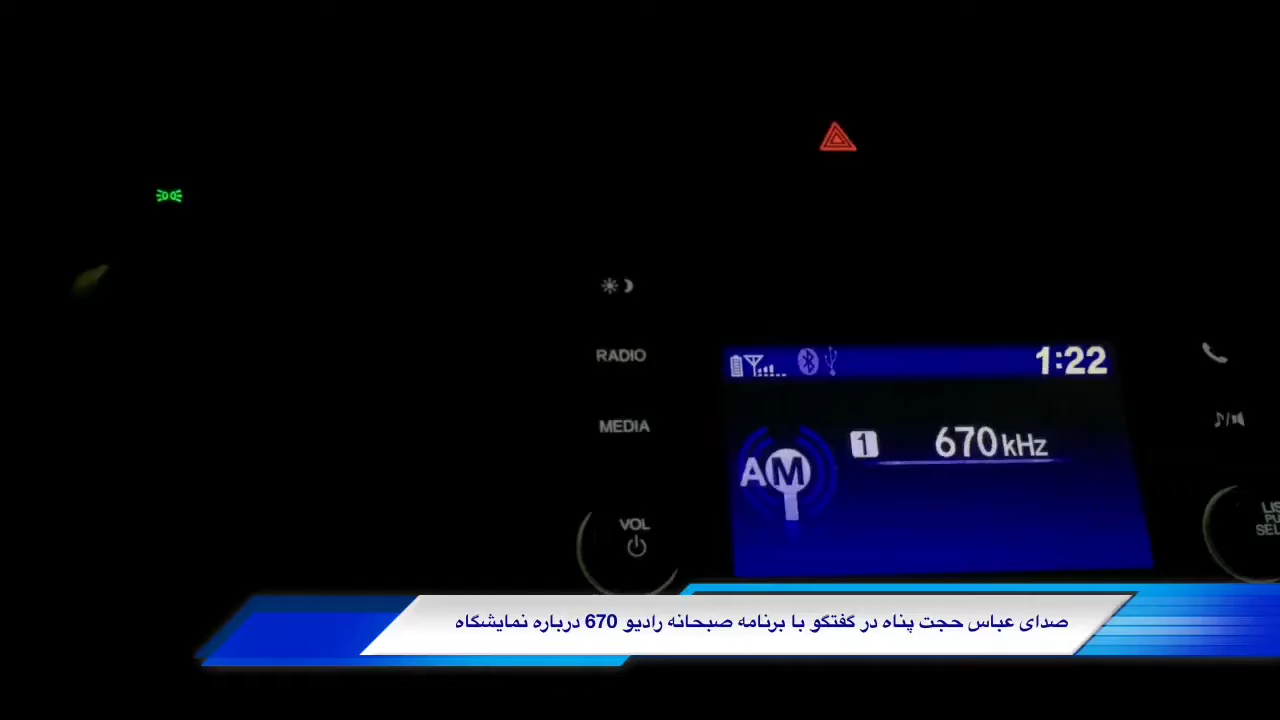 RADIO
MEDIA
VOL
1:22
AM
1 670 kHz
صدای عباس حجت پناه در گفتگو با برنامه صبحانه رادیو 670 درباره نمایشگاه